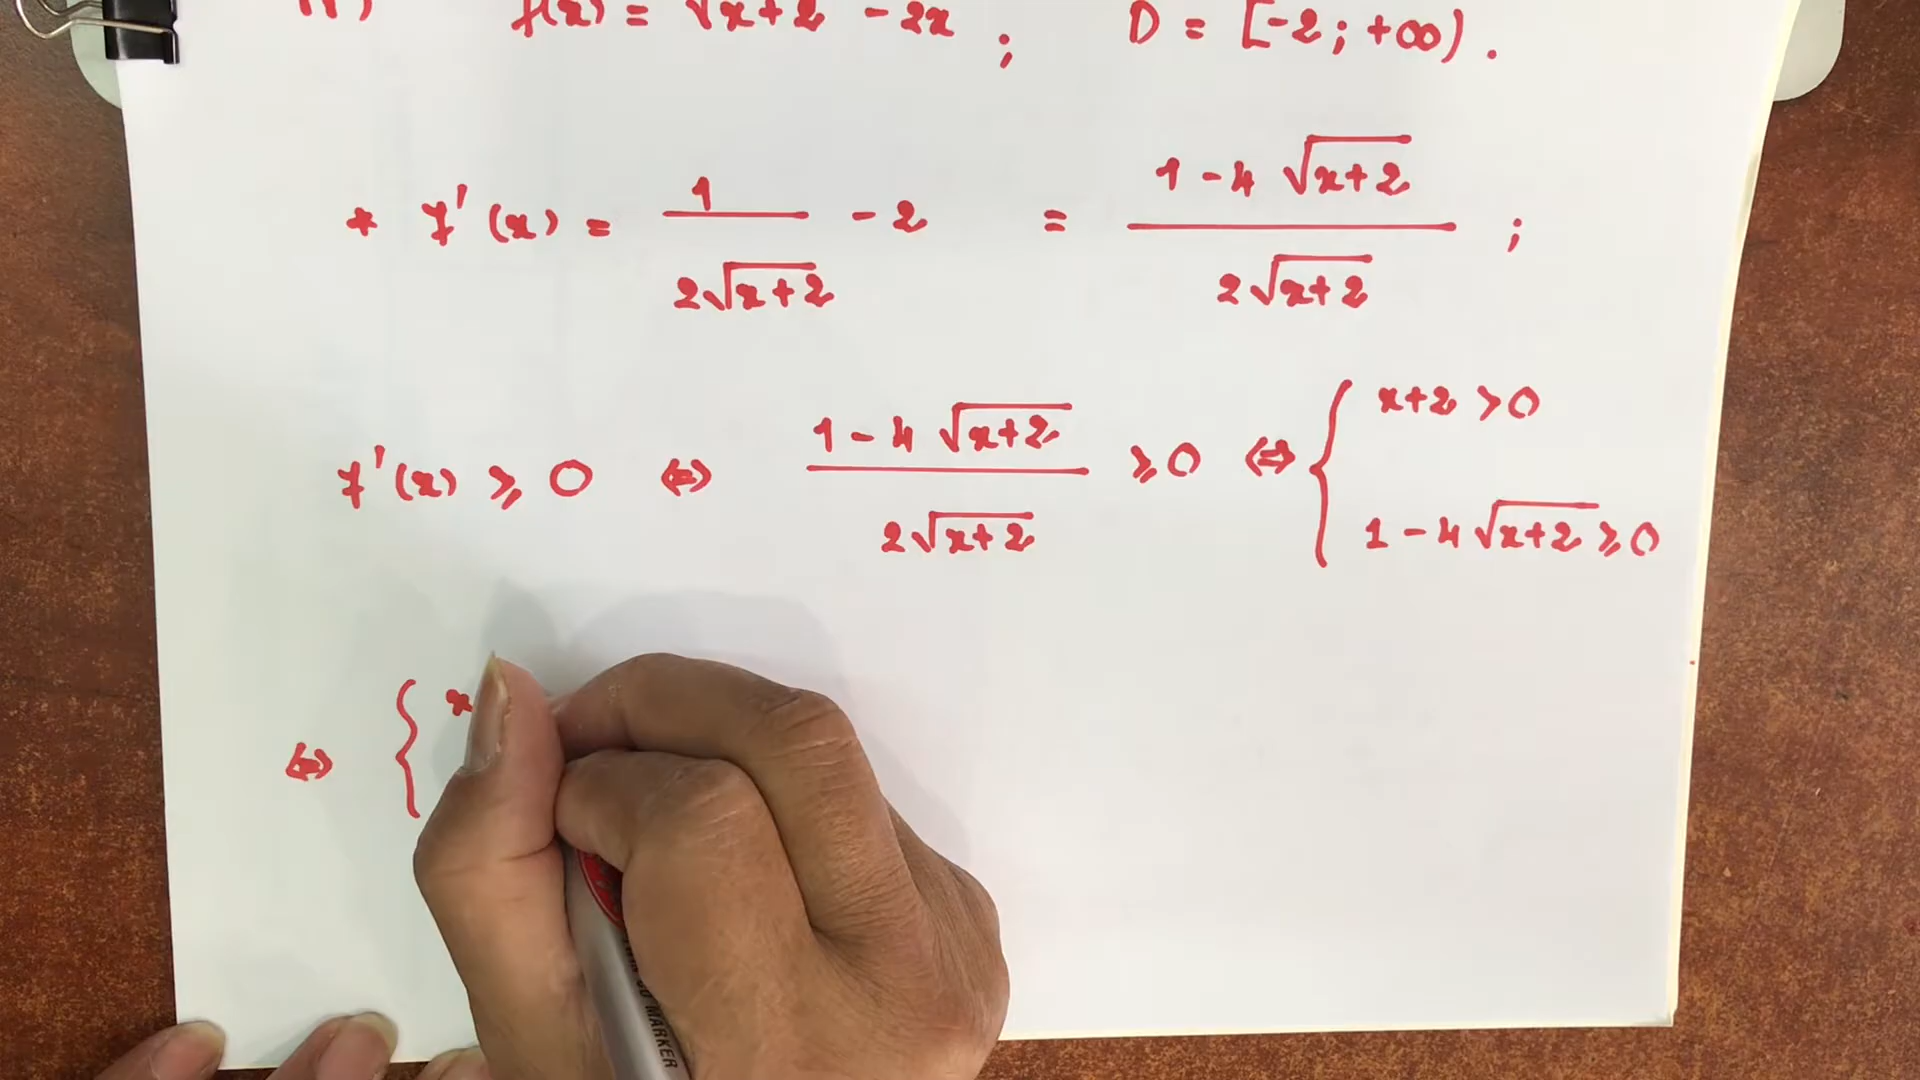 f(x) = √x+2 - 2x ; D = [-2 ; +∞) .
* f'(x) = 1 / 2√x+2 - 2 = 1 - 4 √x+2 / 2√x+2 ;
f'(x) ≥ 0 ⇔ 1 - 4 √x+2 / 2√x+2 ≥ 0 ⇔ { x+2 > 0
1 - 4 √x+2 ≥ 0
⇔ { x
MARKER